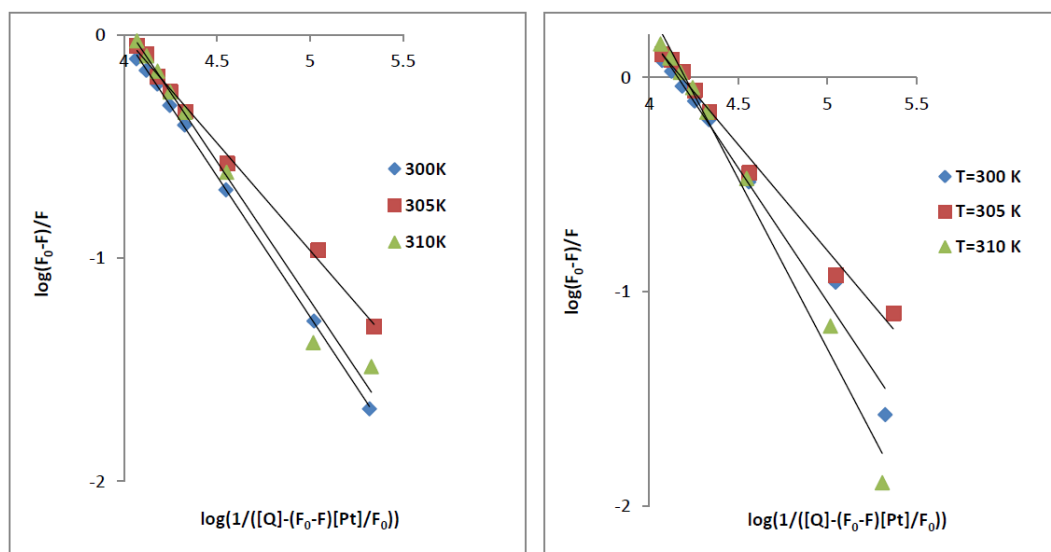 0
4
4.5
5
5.5
-1
-2
log(F₀-F)/F
300K
305K
310K
log(1/([Q]-(F₀-F)[Pt]/F₀))
0
4
4.5
5
5.5
-1
-2
log(F₀-F)/F
T=300 K
T=305 K
T=310 K
log(1/([Q]-(F₀-F)[Pt]/F₀))